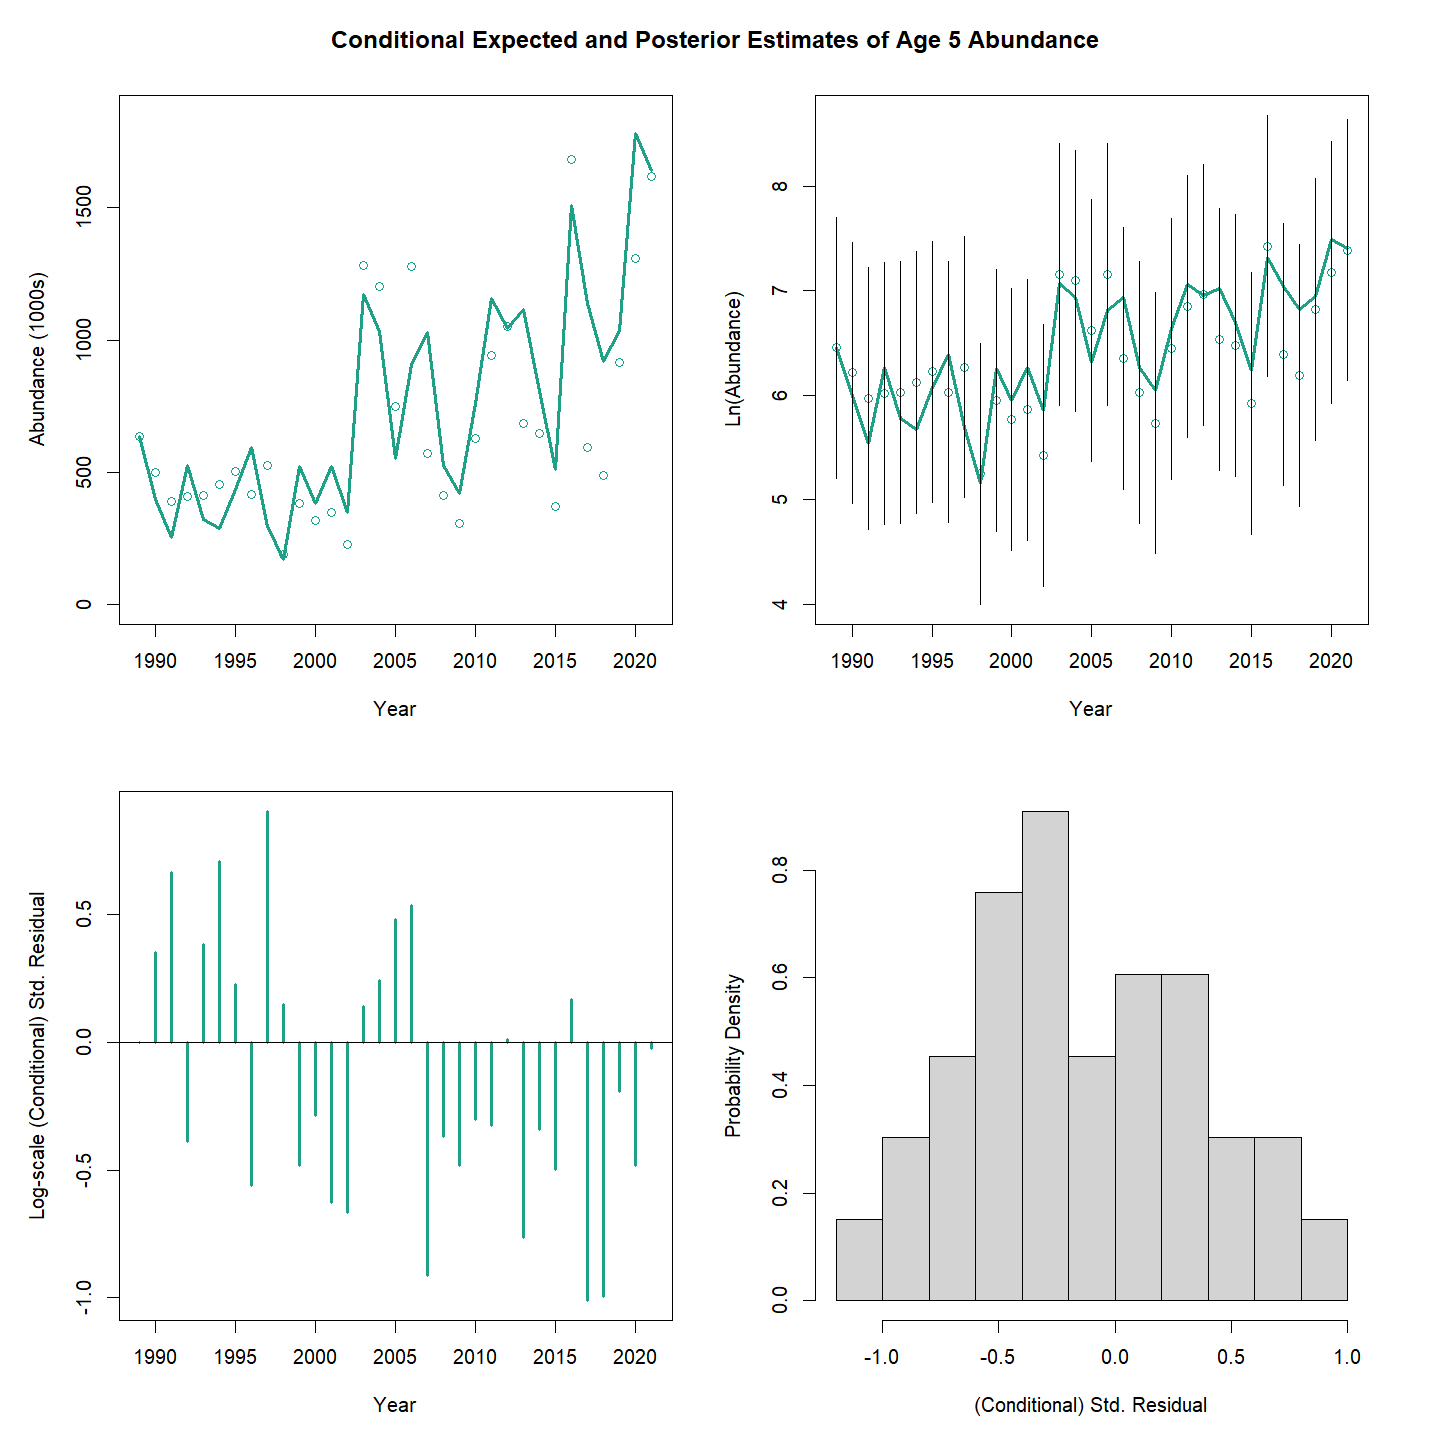 Conditional Expected and Posterior Estimates of Age 5 Abundance
Abundance (1000s)
0
500
1000
1500
1990 1995 2000 2005 2010 2015 2020
Year
Ln(Abundance)
4
5
6
7
8
1990 1995 2000 2005 2010 2015 2020
Year
Log-scale (Conditional) Std. Residual
-1.0
-0.5
0.0
0.5
1990 1995 2000 2005 2010 2015 2020
Year
Probability Density
0.0
0.2
0.4
0.6
0.8
-1.0 -0.5 0.0 0.5 1.0
(Conditional) Std. Residual